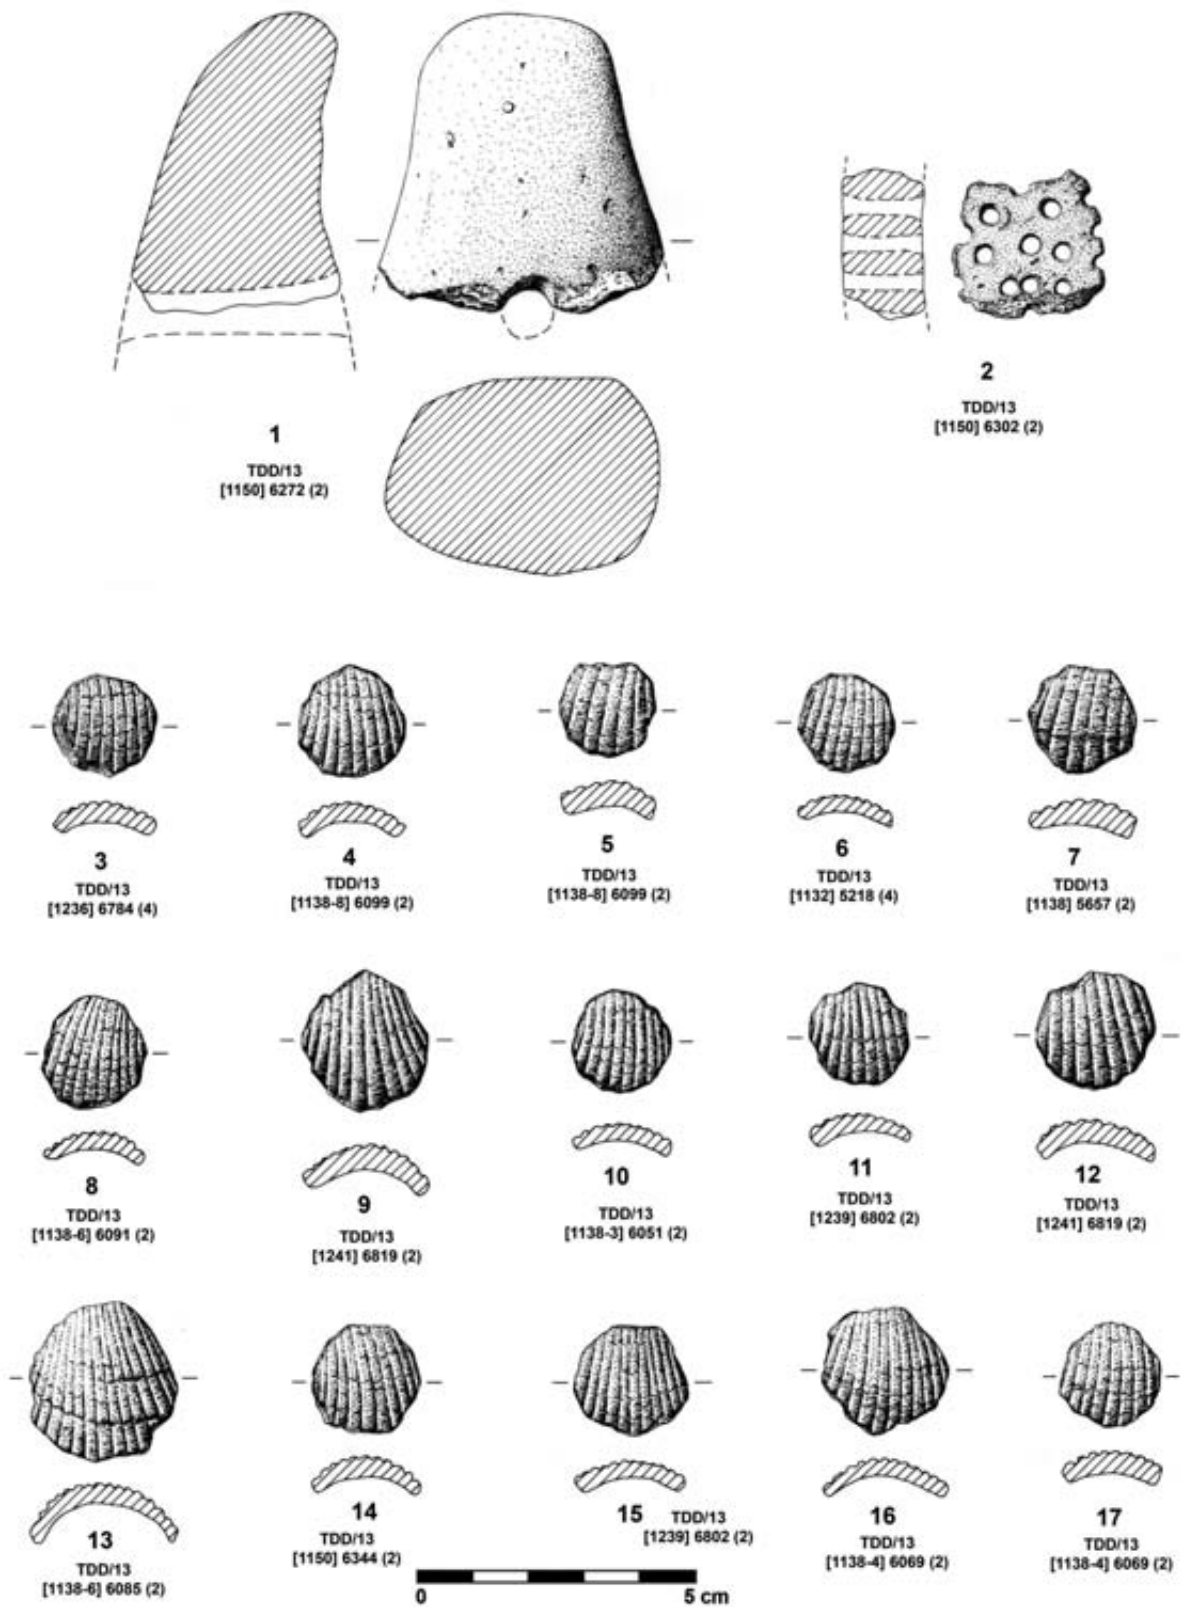 1
TDD/13
[1150] 6272 (2)
2
TDD/13
[1150] 6302 (2)
3
TDD/13
[1236] 6784 (4)
4
TDD/13
[1138-8] 6099 (2)
5
TDD/13
[1138-8] 6099 (2)
6
TDD/13
[1132] 5218 (4)
7
TDD/13
[1138] 5657 (2)
8
TDD/13
[1138-6] 6091 (2)
9
TDD/13
[1241] 6819 (2)
10
TDD/13
[1138-3] 6051 (2)
11
TDD/13
[1239] 6802 (2)
12
TDD/13
[1241] 6819 (2)
13
TDD/13
[1138-6] 6085 (2)
14
TDD/13
[1150] 6344 (2)
15
TDD/13
[1239] 6802 (2)
16
TDD/13
[1138-4] 6069 (2)
17
TDD/13
[1138-4] 6069 (2)
0 5 cm